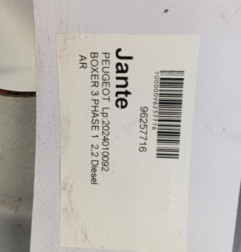 Jante
96257716
PEUGEOT Lp.2024010092
BOXER 3 PHASE 1 2.2 Diesel
AR